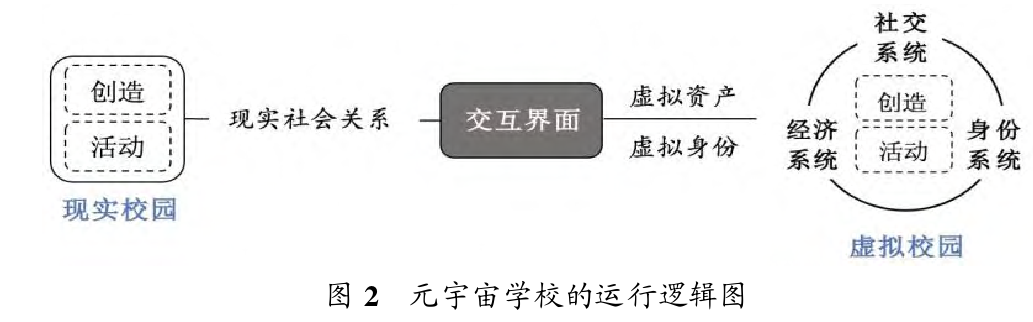 创造
活动
现实校园
现实社会关系
交互界面
虚拟资产
虚拟身份
社交
系统
经济
系统
创造
活动
身份
系统
虚拟校园
图 2 元宇宙学校的运行逻辑图